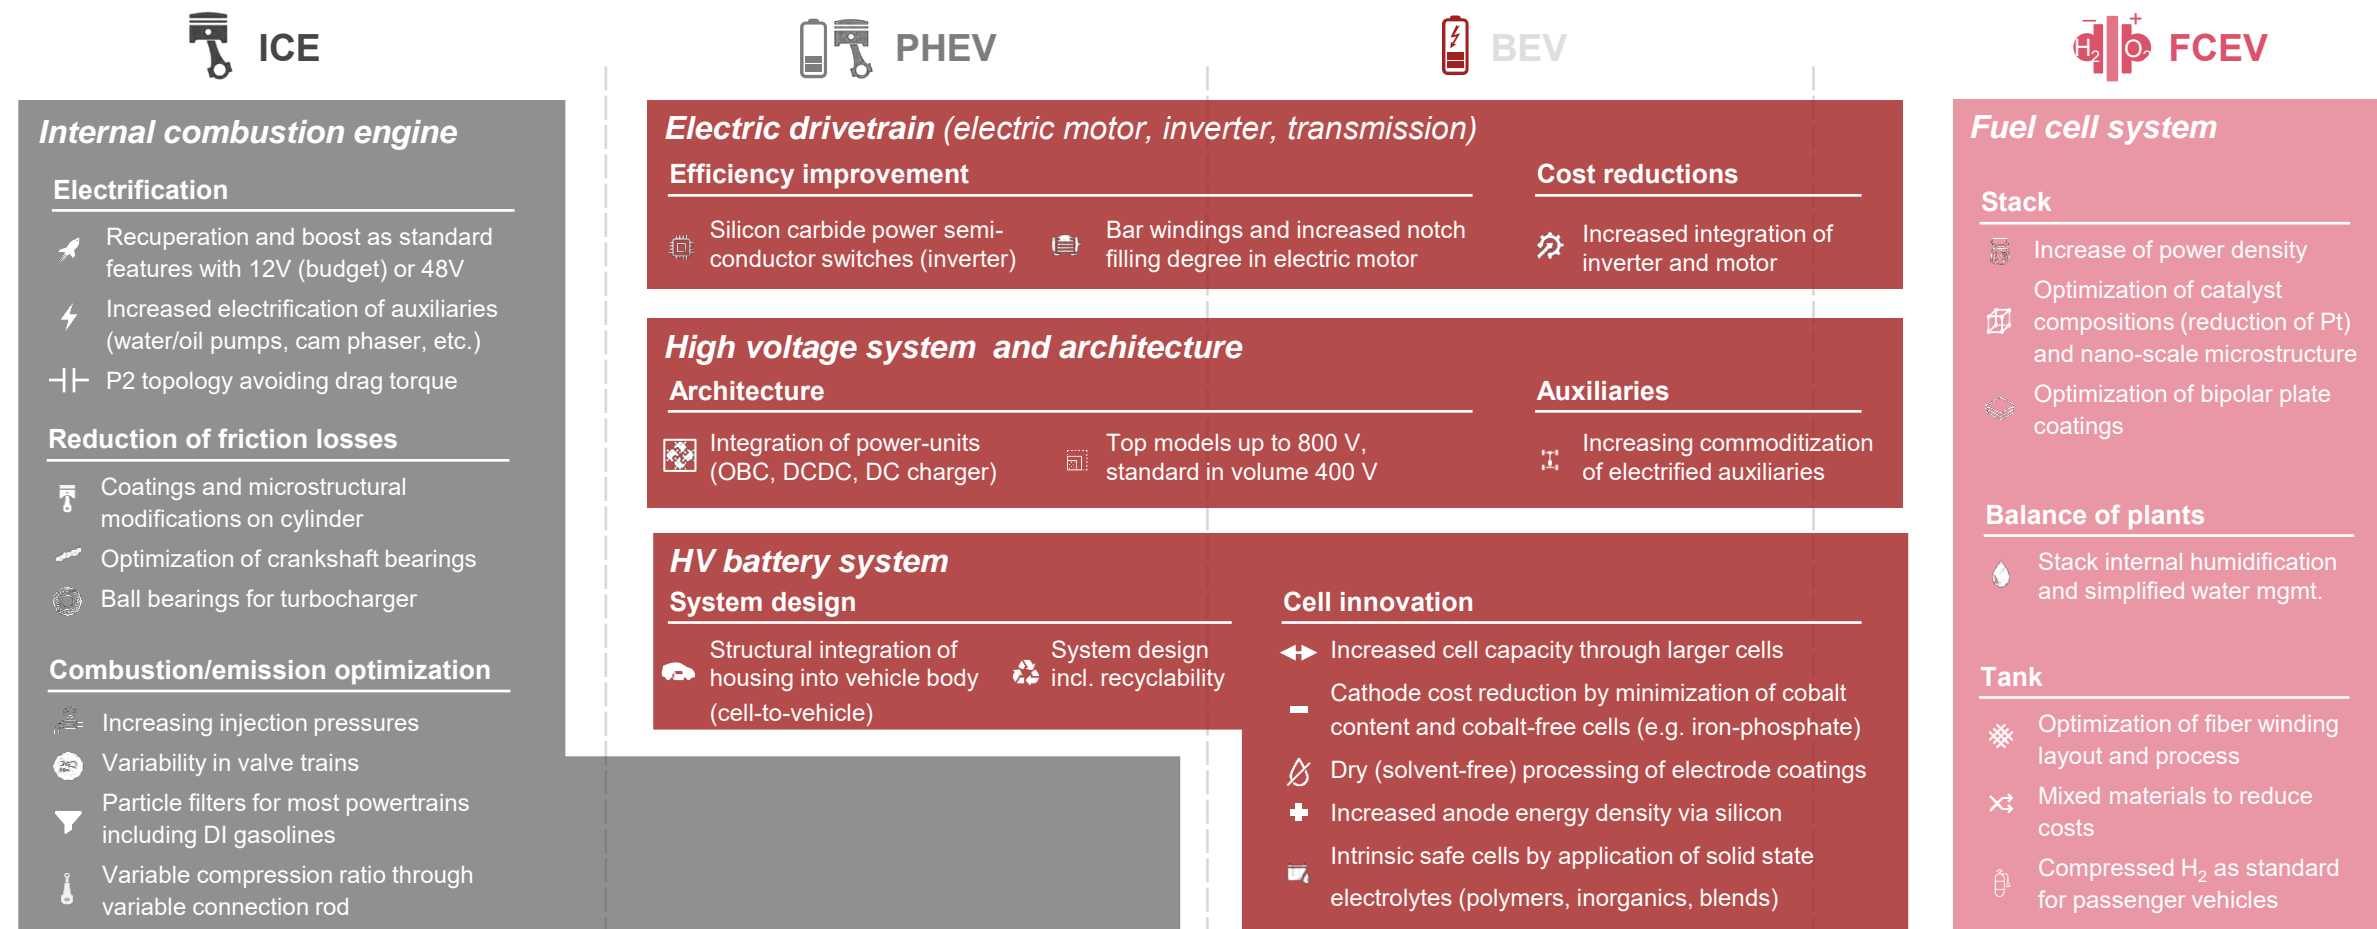 ICE
PHEV
BEV
− +
H2 O2
FCEV
Internal combustion engine
Electrification
Recuperation and boost as standard
features with 12V (budget) or 48V
Increased electrification of auxiliaries
(water/oil pumps, cam phaser, etc.)
P2 topology avoiding drag torque
Reduction of friction losses
Coatings and microstructural
modifications on cylinder
Optimization of crankshaft bearings
Ball bearings for turbocharger
Combustion/emission optimization
Increasing injection pressures
Variability in valve trains
Particle filters for most powertrains
including DI gasolines
Variable compression ratio through
variable connection rod
Electric drivetrain (electric motor, inverter, transmission)
Efficiency improvement
Silicon carbide power semi-
conductor switches (inverter)
Bar windings and increased notch
filling degree in electric motor
Cost reductions
Increased integration of
inverter and motor
High voltage system and architecture
Architecture
Integration of power-units
(OBC, DCDC, DC charger)
Top models up to 800 V,
standard in volume 400 V
Auxiliaries
Increasing commoditization
of electrified auxiliaries
HV battery system
System design
Structural integration of
housing into vehicle body
(cell-to-vehicle)
System design
incl. recyclability
Cell innovation
Increased cell capacity through larger cells
Cathode cost reduction by minimization of cobalt
content and cobalt-free cells (e.g. iron-phosphate)
Dry (solvent-free) processing of electrode coatings
Increased anode energy density via silicon
Intrinsic safe cells by application of solid state
electrolytes (polymers, inorganics, blends)
Fuel cell system
Stack
Increase of power density
Optimization of catalyst
compositions (reduction of Pt)
and nano-scale microstructure
Optimization of bipolar plate
coatings
Balance of plants
Stack internal humidification
and simplified water mgmt.
Tank
Optimization of fiber winding
layout and process
Mixed materials to reduce
costs
Compressed H2 as standard
for passenger vehicles